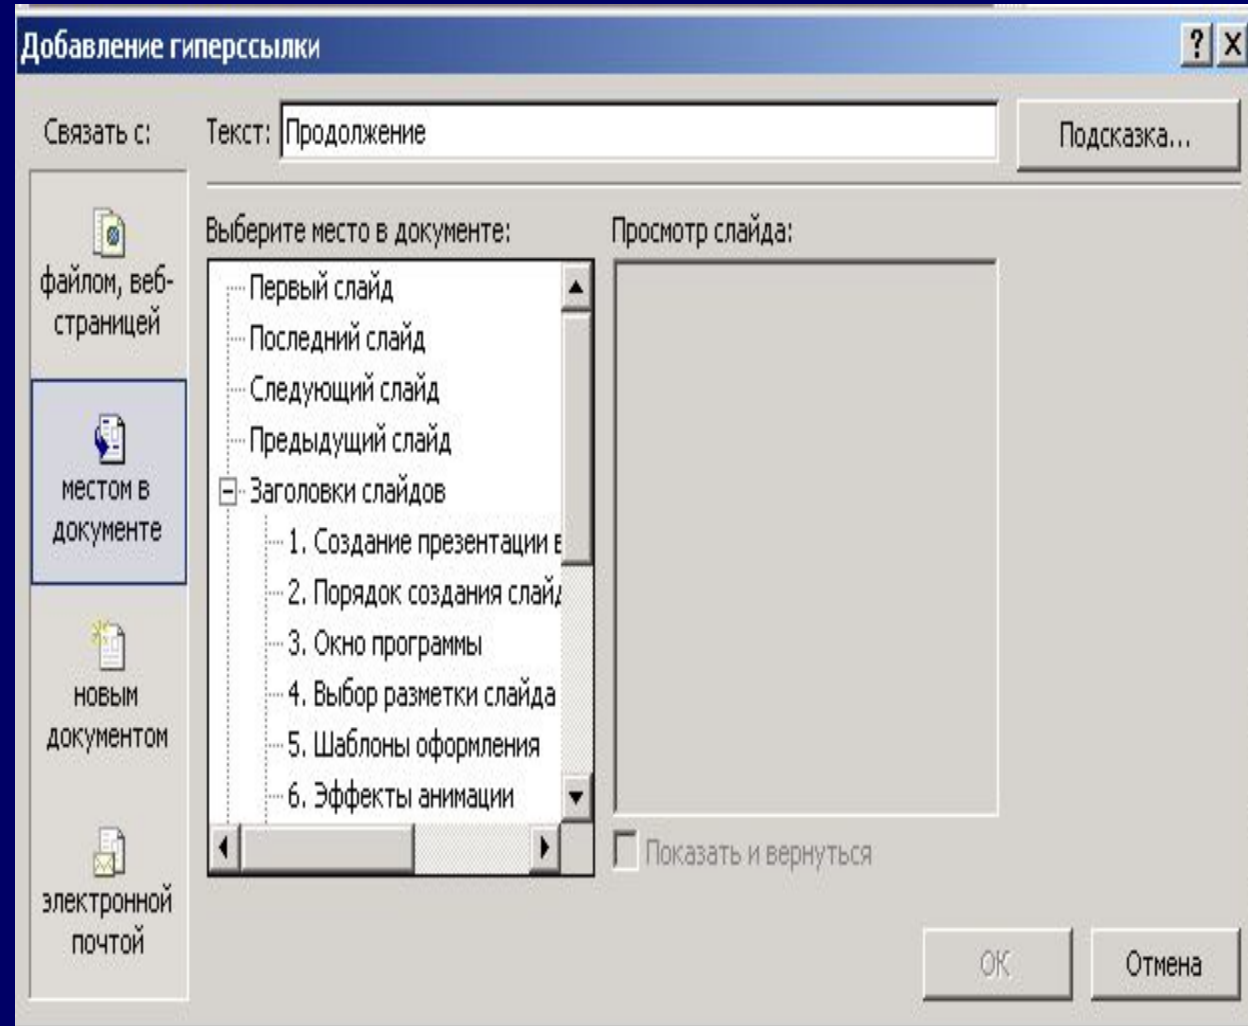 Добавление гиперссылки
Связать с:
Текст: Продолжение
Подсказка...
файлом, веб-
страницей
местом в
документе
новым
документом
электронной
почтой
Выберите место в документе:
Первый слайд
Последний слайд
Следующий слайд
Предыдущий слайд
Заголовки слайдов
1. Создание презентации
2. Порядок создания
3. Окно программы
4. Выбор разметки слайда
5. Шаблоны оформления
6. Эффекты анимации
Просмотр слайда:
Показать и вернуться
ОК
Отмена